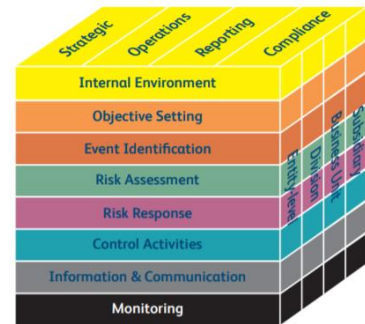 Strategic
Operations
Reporting
Compliance
Internal Environment
Objective Setting
Event Identification
Risk Assessment
Risk Response
Control Activities
Information & Communication
Monitoring
Entity Level
Division
Business Unit
Subsidiary